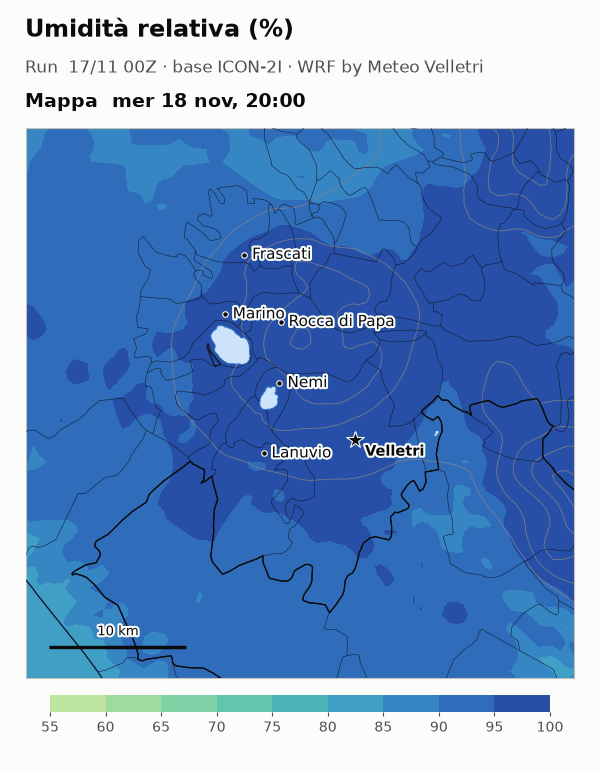 Umidità relativa (%)
Run  17/11 00Z · base ICON-2I · WRF by Meteo Velletri
Mappa  mer 18 nov, 20:00
Frascati
Marino
Rocca di Papa
Nemi
Velletri
Lanuvio
10 km
55 60 65 70 75 80 85 90 95 100